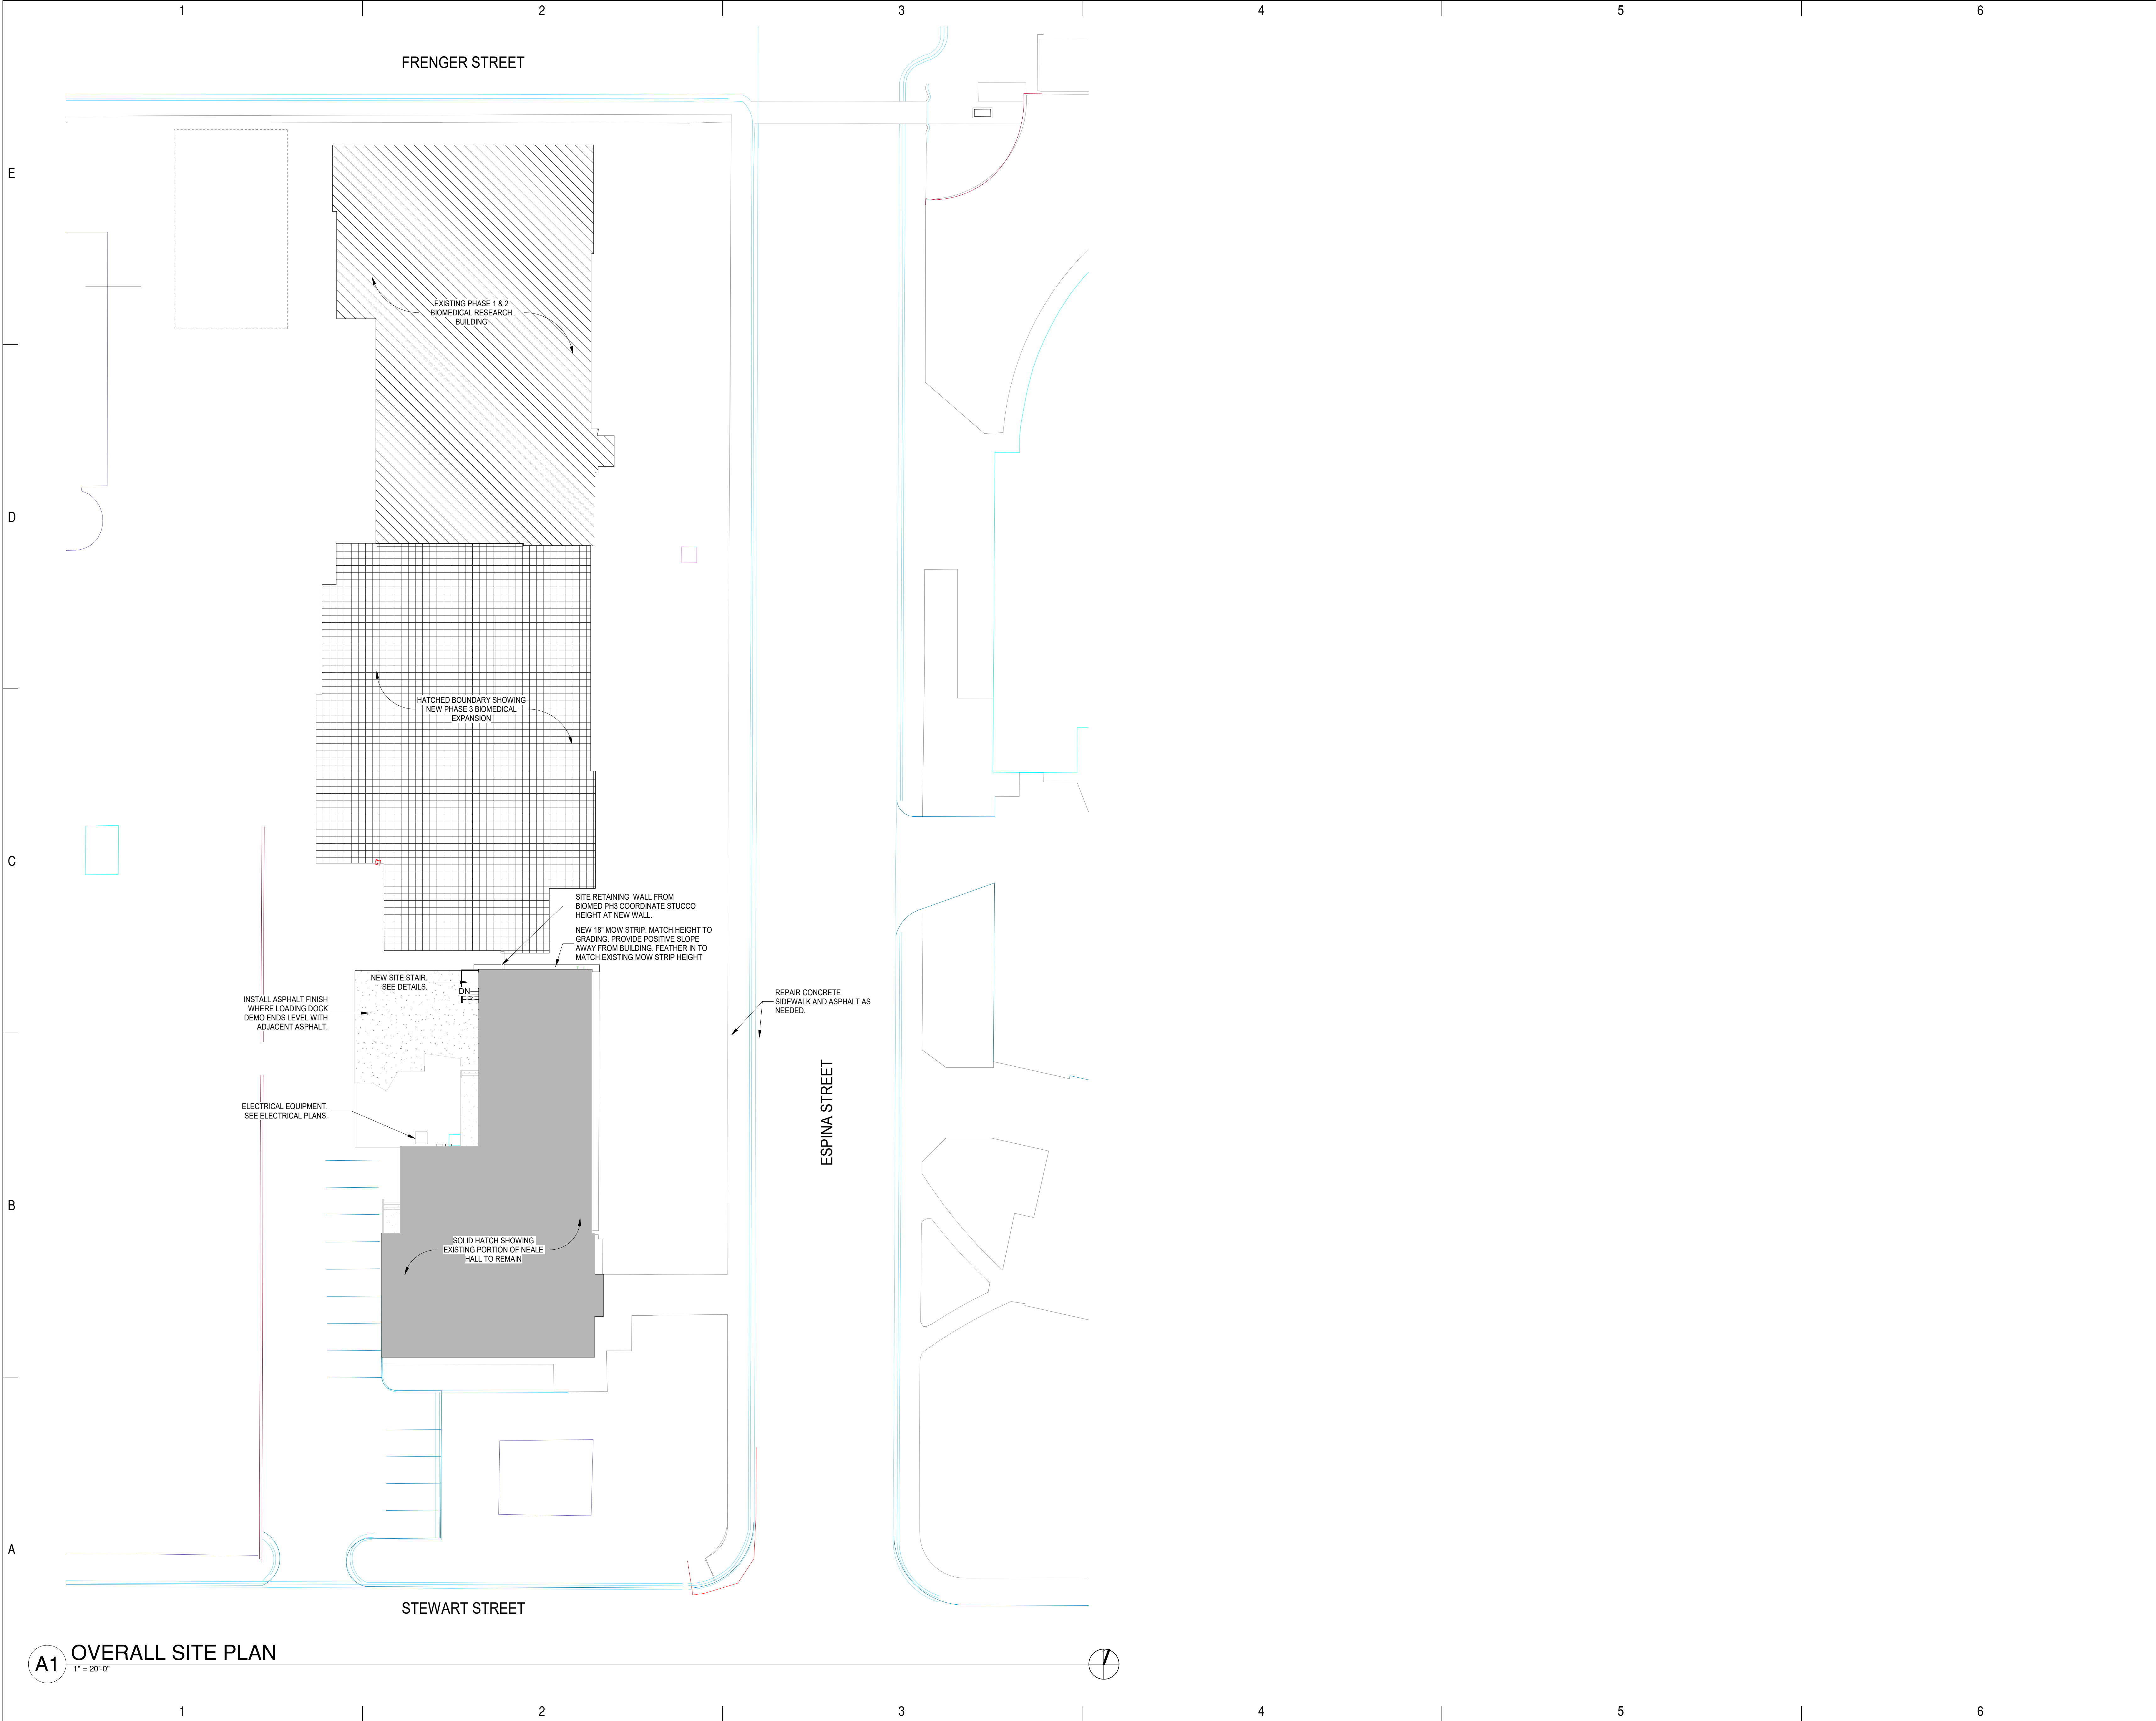 1 2 3 4 5 6
FRENGER STREET
E
EXISTING PHASE 1 & 2
BIOMEDICAL RESEARCH
BUILDING
D
HATCHED BOUNDARY SHOWING
NEW PHASE 3 BIOMEDICAL
EXPANSION
C
SITE RETAINING WALL FROM
BIOMED PH3 COORDINATE STUCCO
HEIGHT AT NEW WALL.
NEW 18" MOW STRIP. MATCH HEIGHT TO
GRADING. PROVIDE POSITIVE SLOPE
AWAY FROM BUILDING. FEATHER IN TO
MATCH EXISTING MOW STRIP HEIGHT
NEW SITE STAIR.
SEE DETAILS.
DN
INSTALL ASPHALT FINISH
WHERE LOADING DOCK
DEMO ENDS LEVEL WITH
ADJACENT ASPHALT.
REPAIR CONCRETE
SIDEWALK AND ASPHALT AS
NEEDED.
ESPINA STREET
ELECTRICAL EQUIPMENT.
SEE ELECTRICAL PLANS.
B
SOLID HATCH SHOWING
EXISTING PORTION OF NEALE
HALL TO REMAIN
A
STEWART STREET
A1 OVERALL SITE PLAN
1" = 20'-0"
1 2 3 4 5 6